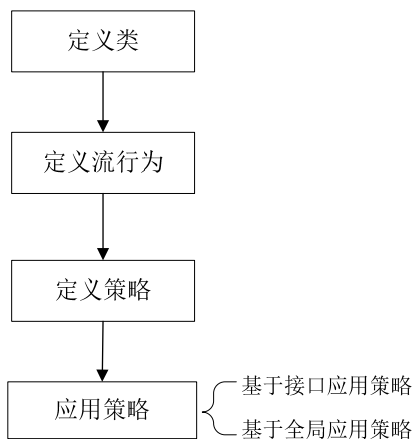 定义类
定义流行为
定义策略
应用策略
基于接口应用策略
基于全局应用策略